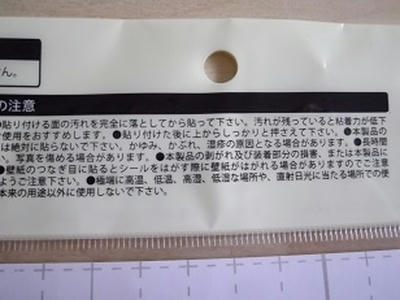 ん。
の注意
●貼り付ける面の汚れを完全に落としてから貼って下さい。汚れが残っていると粘着力が低下
使用をおすすめします。●貼り付けた後に上からしっかりと押さえて下さい。●本製品の
は絶対に貼らないで下さい。かゆみ、かぶれ、湿疹の原因となる場合があります。●長時間
い。写真を傷める場合があります。●本製品の剥がれ及び装着部分の損害、または本製品に
●壁紙のつなぎ目に貼るとシールをはがす際に壁紙がはがれる場合がありますのでご注意
ようご注意下さい。●極端に高温、低温、高湿、低湿な場所や、直射日光に当たる場所での使
本来の用途以外に使用しないで下さい。